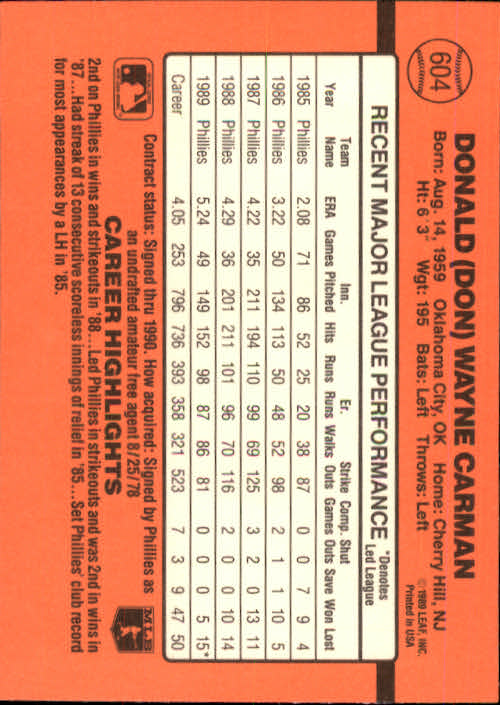 604
DONALD (DON) WAYNE CARMAN
Born: Aug. 14, 1959 Oklahoma City, OK Home: Cherry Hill, NJ
Ht: 6' 3" Wgt: 195 Bats: Left Throws: Left
©1989 LEAF, INC.
Printed in USA
RECENT MAJOR LEAGUE PERFORMANCE
*Denotes
Led League
Team Inn. Er. Strike Comp. Shut
Year Name ERA Games Pitched Hits Runs Runs Walks Outs Games Outs Save Won Lost
1985 Phillies 2.08 71 86 52 25 20 38 87 0 0 7 9 4
1986 Phillies 3.22 50 134 113 50 48 52 98 2 1 1 10 5
1987 Phillies 4.22 35 211 194 110 99 69 125 3 2 0 13 11
1988 Phillies 4.29 36 201 211 101 96 70 116 2 0 0 10 14
1989 Phillies 5.24 49 149 152 98 87 86 81 0 0 0 5 15*
Career 4.05 253 796 736 393 358 321 523 7 3 9 47 50
Contract status: Signed thru 1990. How acquired: Signed by Phillies as
an undrafted amateur free agent 8/25/78
MLB
CAREER HIGHLIGHTS
2nd on Phillies in wins and strikeouts in '88...Led Phillies in strikeouts and was 2nd in wins in
'87...Had streak of 13 consecutive scoreless innings of relief in '85...Set Phillies' club record
for most appearances by a LH in '85.